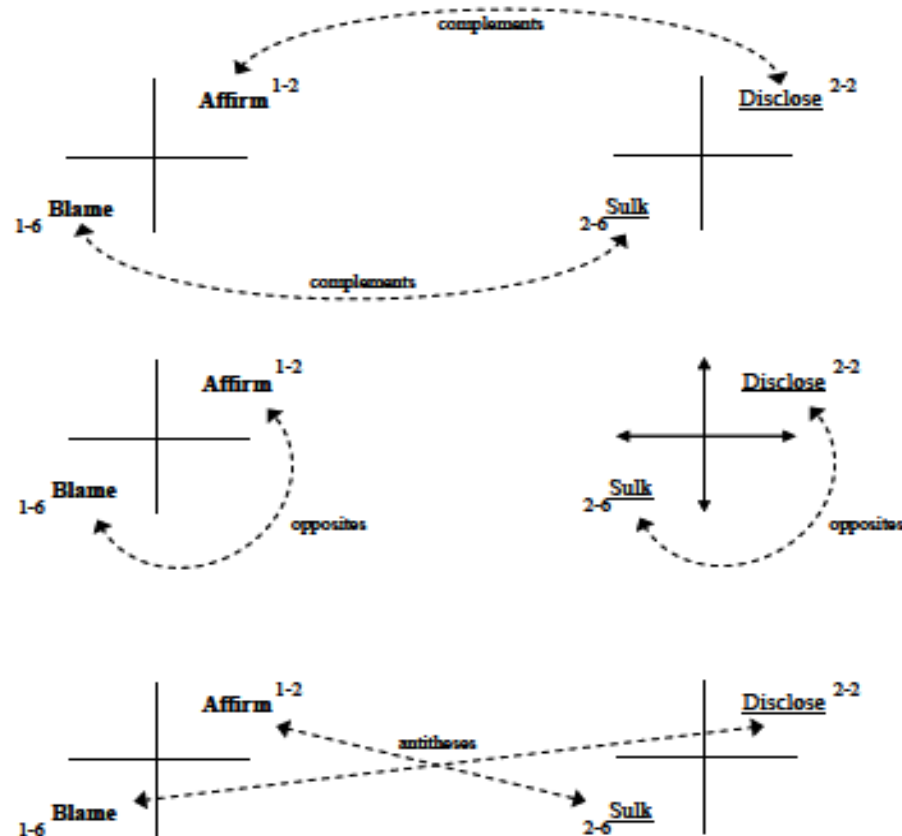 complements
Affirm 1-2
Disclose 2-2
1-6 Blame
2-6 Sulk
complements
Affirm 1-2
Disclose 2-2
1-6 Blame
2-6 Sulk
opposites
opposites
Affirm 1-2
Disclose 2-2
antitheses
1-6 Blame
2-6 Sulk